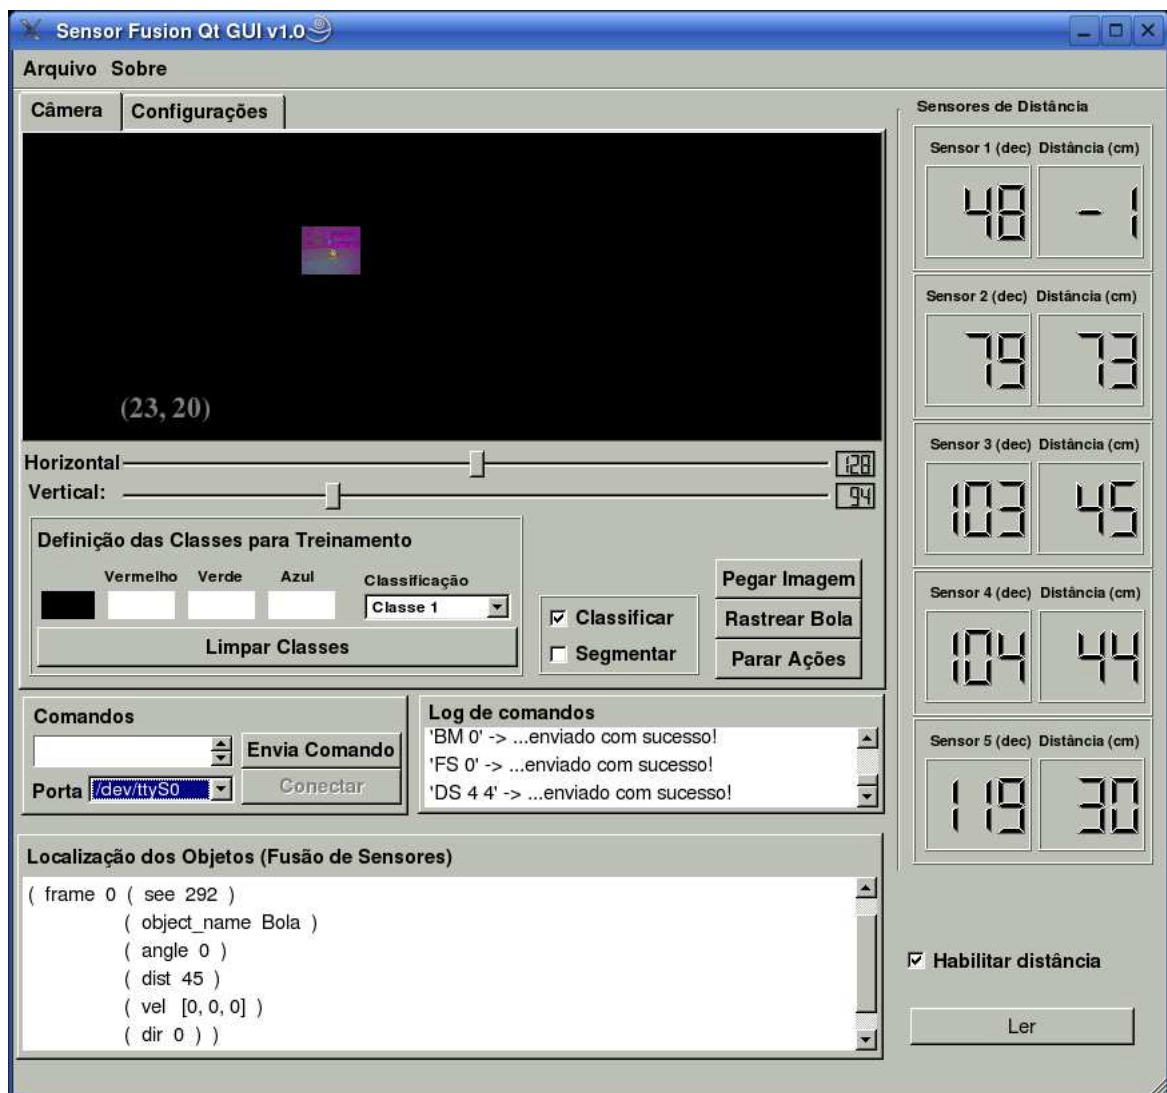 Sensor Fusion Qt GUI v1.0
Arquivo Sobre
Câmera Configurações
(23, 20)
Horizontal 128
Vertical: 94
Definição das Classes para Treinamento
Vermelho Verde Azul Classificação
Classe 1
Limpar Classes
Classificar
Segmentar
Pegar Imagem
Rastrear Bola
Parar Ações
Comandos
Envia Comando
Porta /dev/ttyS0 Conectar
Log de comandos
'BM 0' -> ...enviado com sucesso!
'FS 0' -> ...enviado com sucesso!
'DS 4 4' -> ...enviado com sucesso!
Localização dos Objetos (Fusão de Sensores)
( frame 0 ( see 292 )
( object_name Bola )
( angle 0 )
( dist 45 )
( vel [0, 0, 0] )
( dir 0 ) )
Sensores de Distância
Sensor 1 (dec) Distância (cm)
48 -1
Sensor 2 (dec) Distância (cm)
79 73
Sensor 3 (dec) Distância (cm)
103 45
Sensor 4 (dec) Distância (cm)
104 44
Sensor 5 (dec) Distância (cm)
119 30
Habilitar distância
Ler